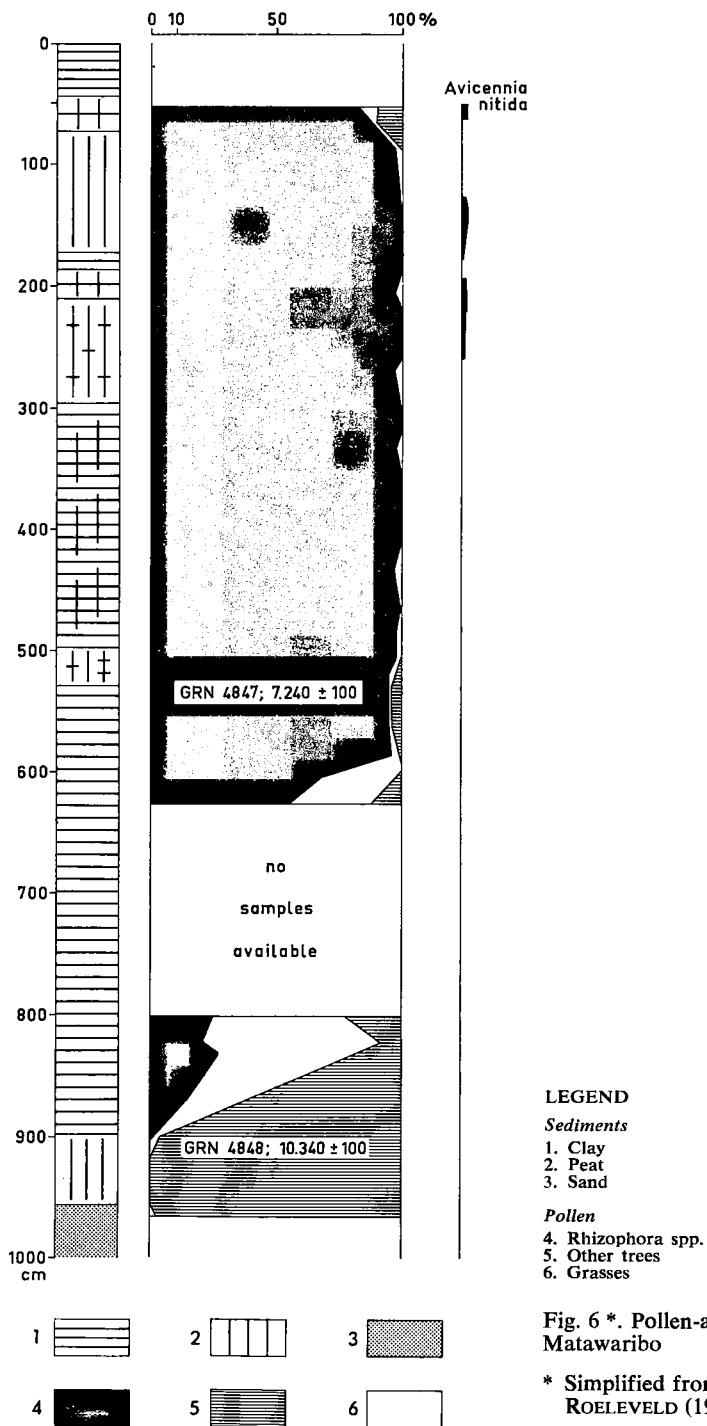 0 10 50 100 %
Avicennia
nitida
0
100
200
300
400
500
600
700
800
900
1000
cm
GRN 4847; 7.240 ± 100
no
samples
available
GRN 4848; 10.340 ± 100
1
2
3
4
5
6
LEGEND
Sediments
1. Clay
2. Peat
3. Sand
Pollen
4. Rhizophora spp.
5. Other trees
6. Grasses
Fig. 6 *. Pollen-a
Matawaribo
* Simplified from
ROELEVELD (19